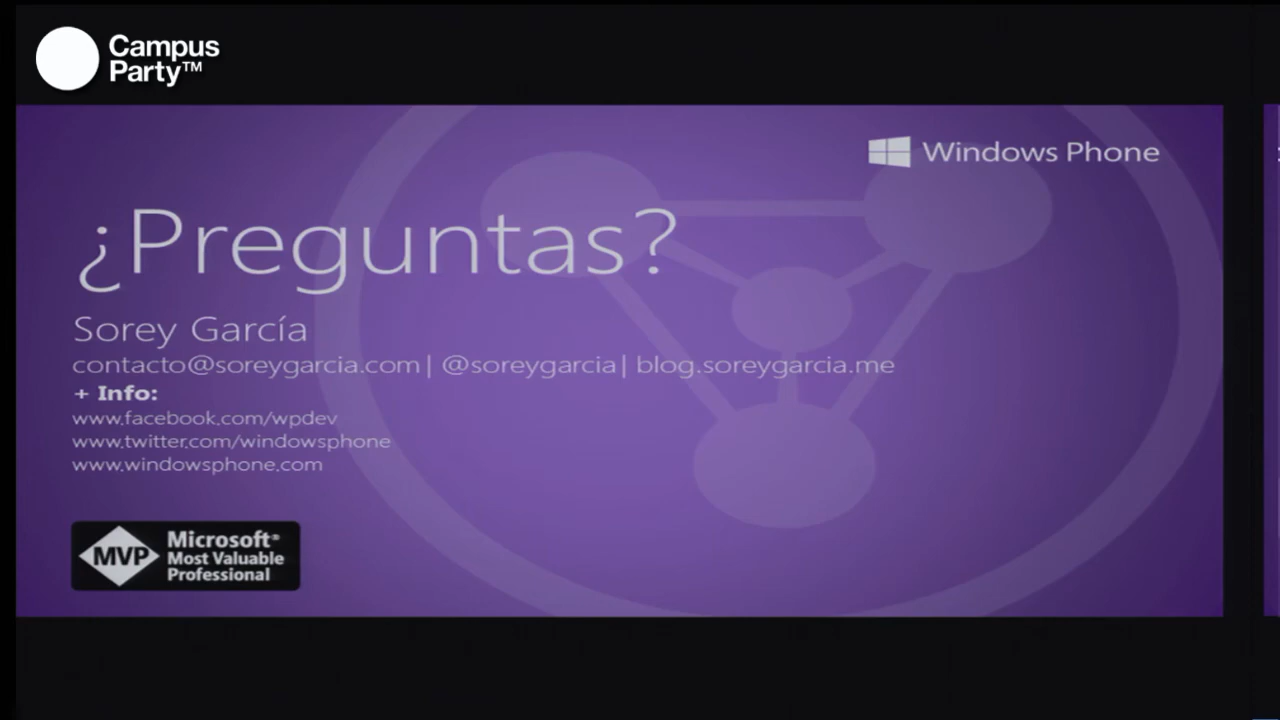 Campus
Party™
Windows Phone
¿Preguntas?
Sorey García
contacto@soreygarcia.com| @soreygarcia| blog.soreygarcia.me
+ Info:
www.facebook.com/wpdev
www.twitter.com/windowsphone
www.windowsphone.com
MVP
Microsoft®
Most Valuable
Professional